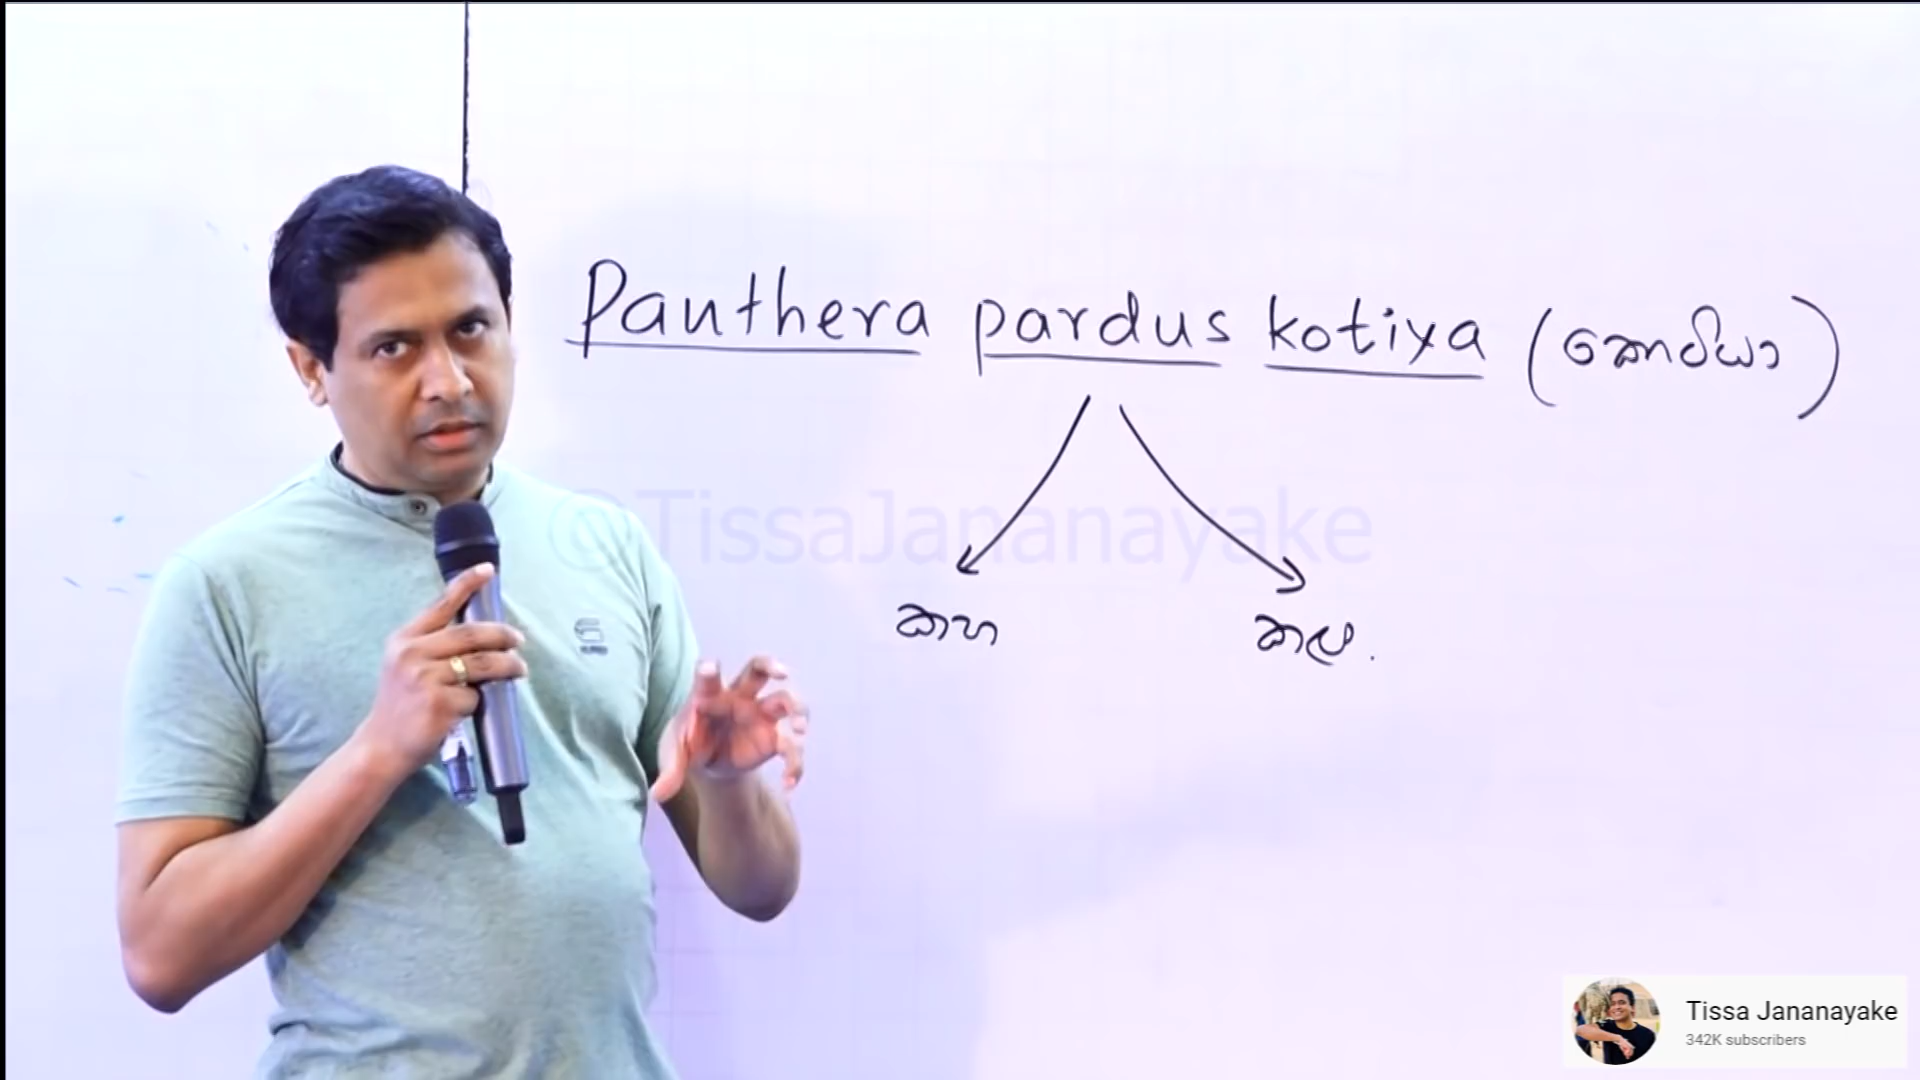 Panthera pardus kotiya (කොටියා)
©TissaJananayake
කහ කළු.
Tissa Jananayake
342K subscribers